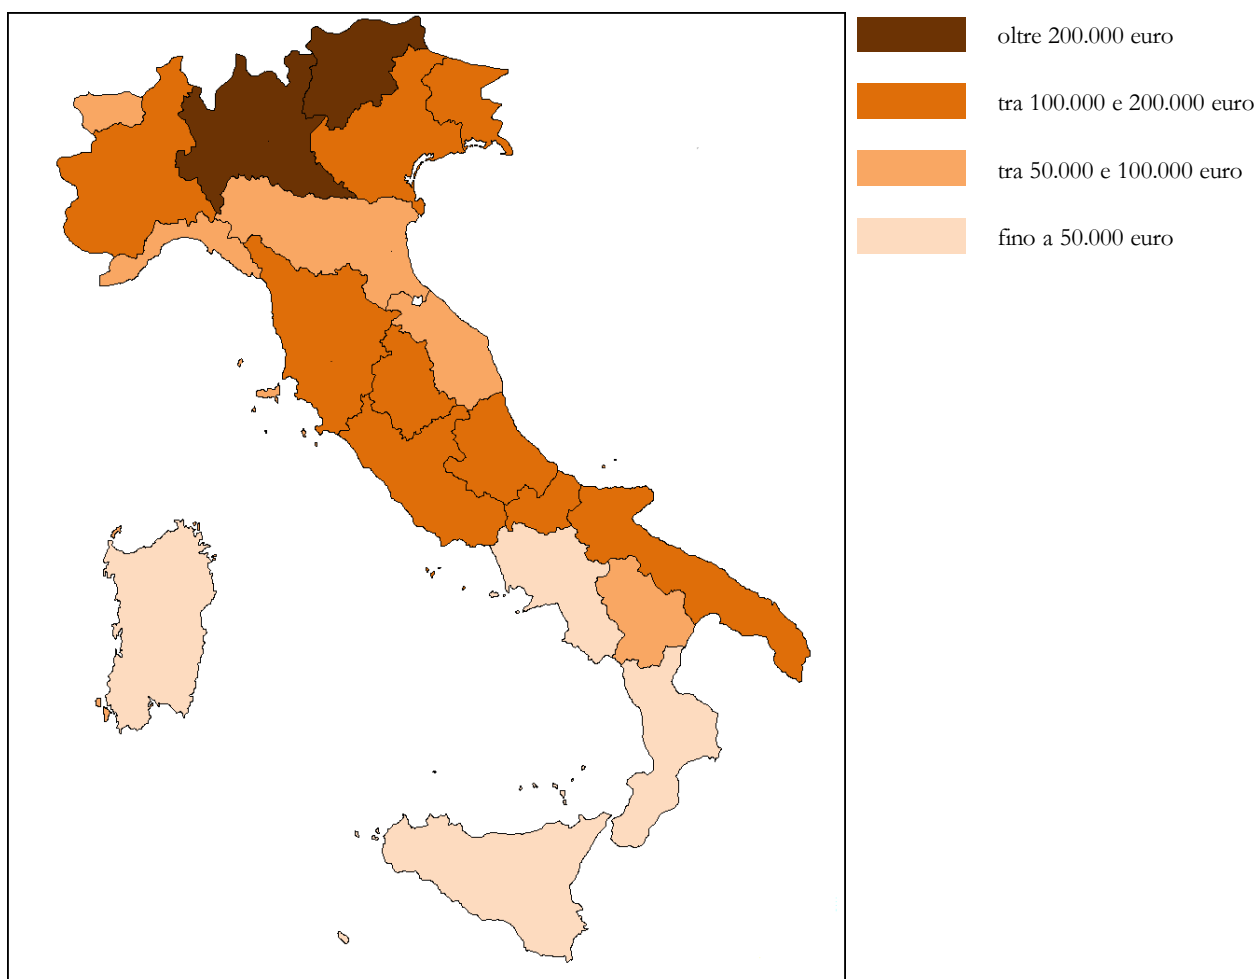 oltre 200.000 euro
tra 100.000 e 200.000 euro
tra 50.000 e 100.000 euro
fino a 50.000 euro